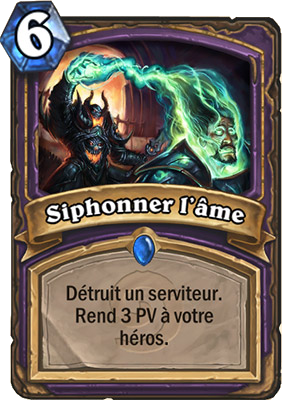 6
Siphonner l'âme
Détruit un serviteur.
Rend 3 PV à votre
héros.